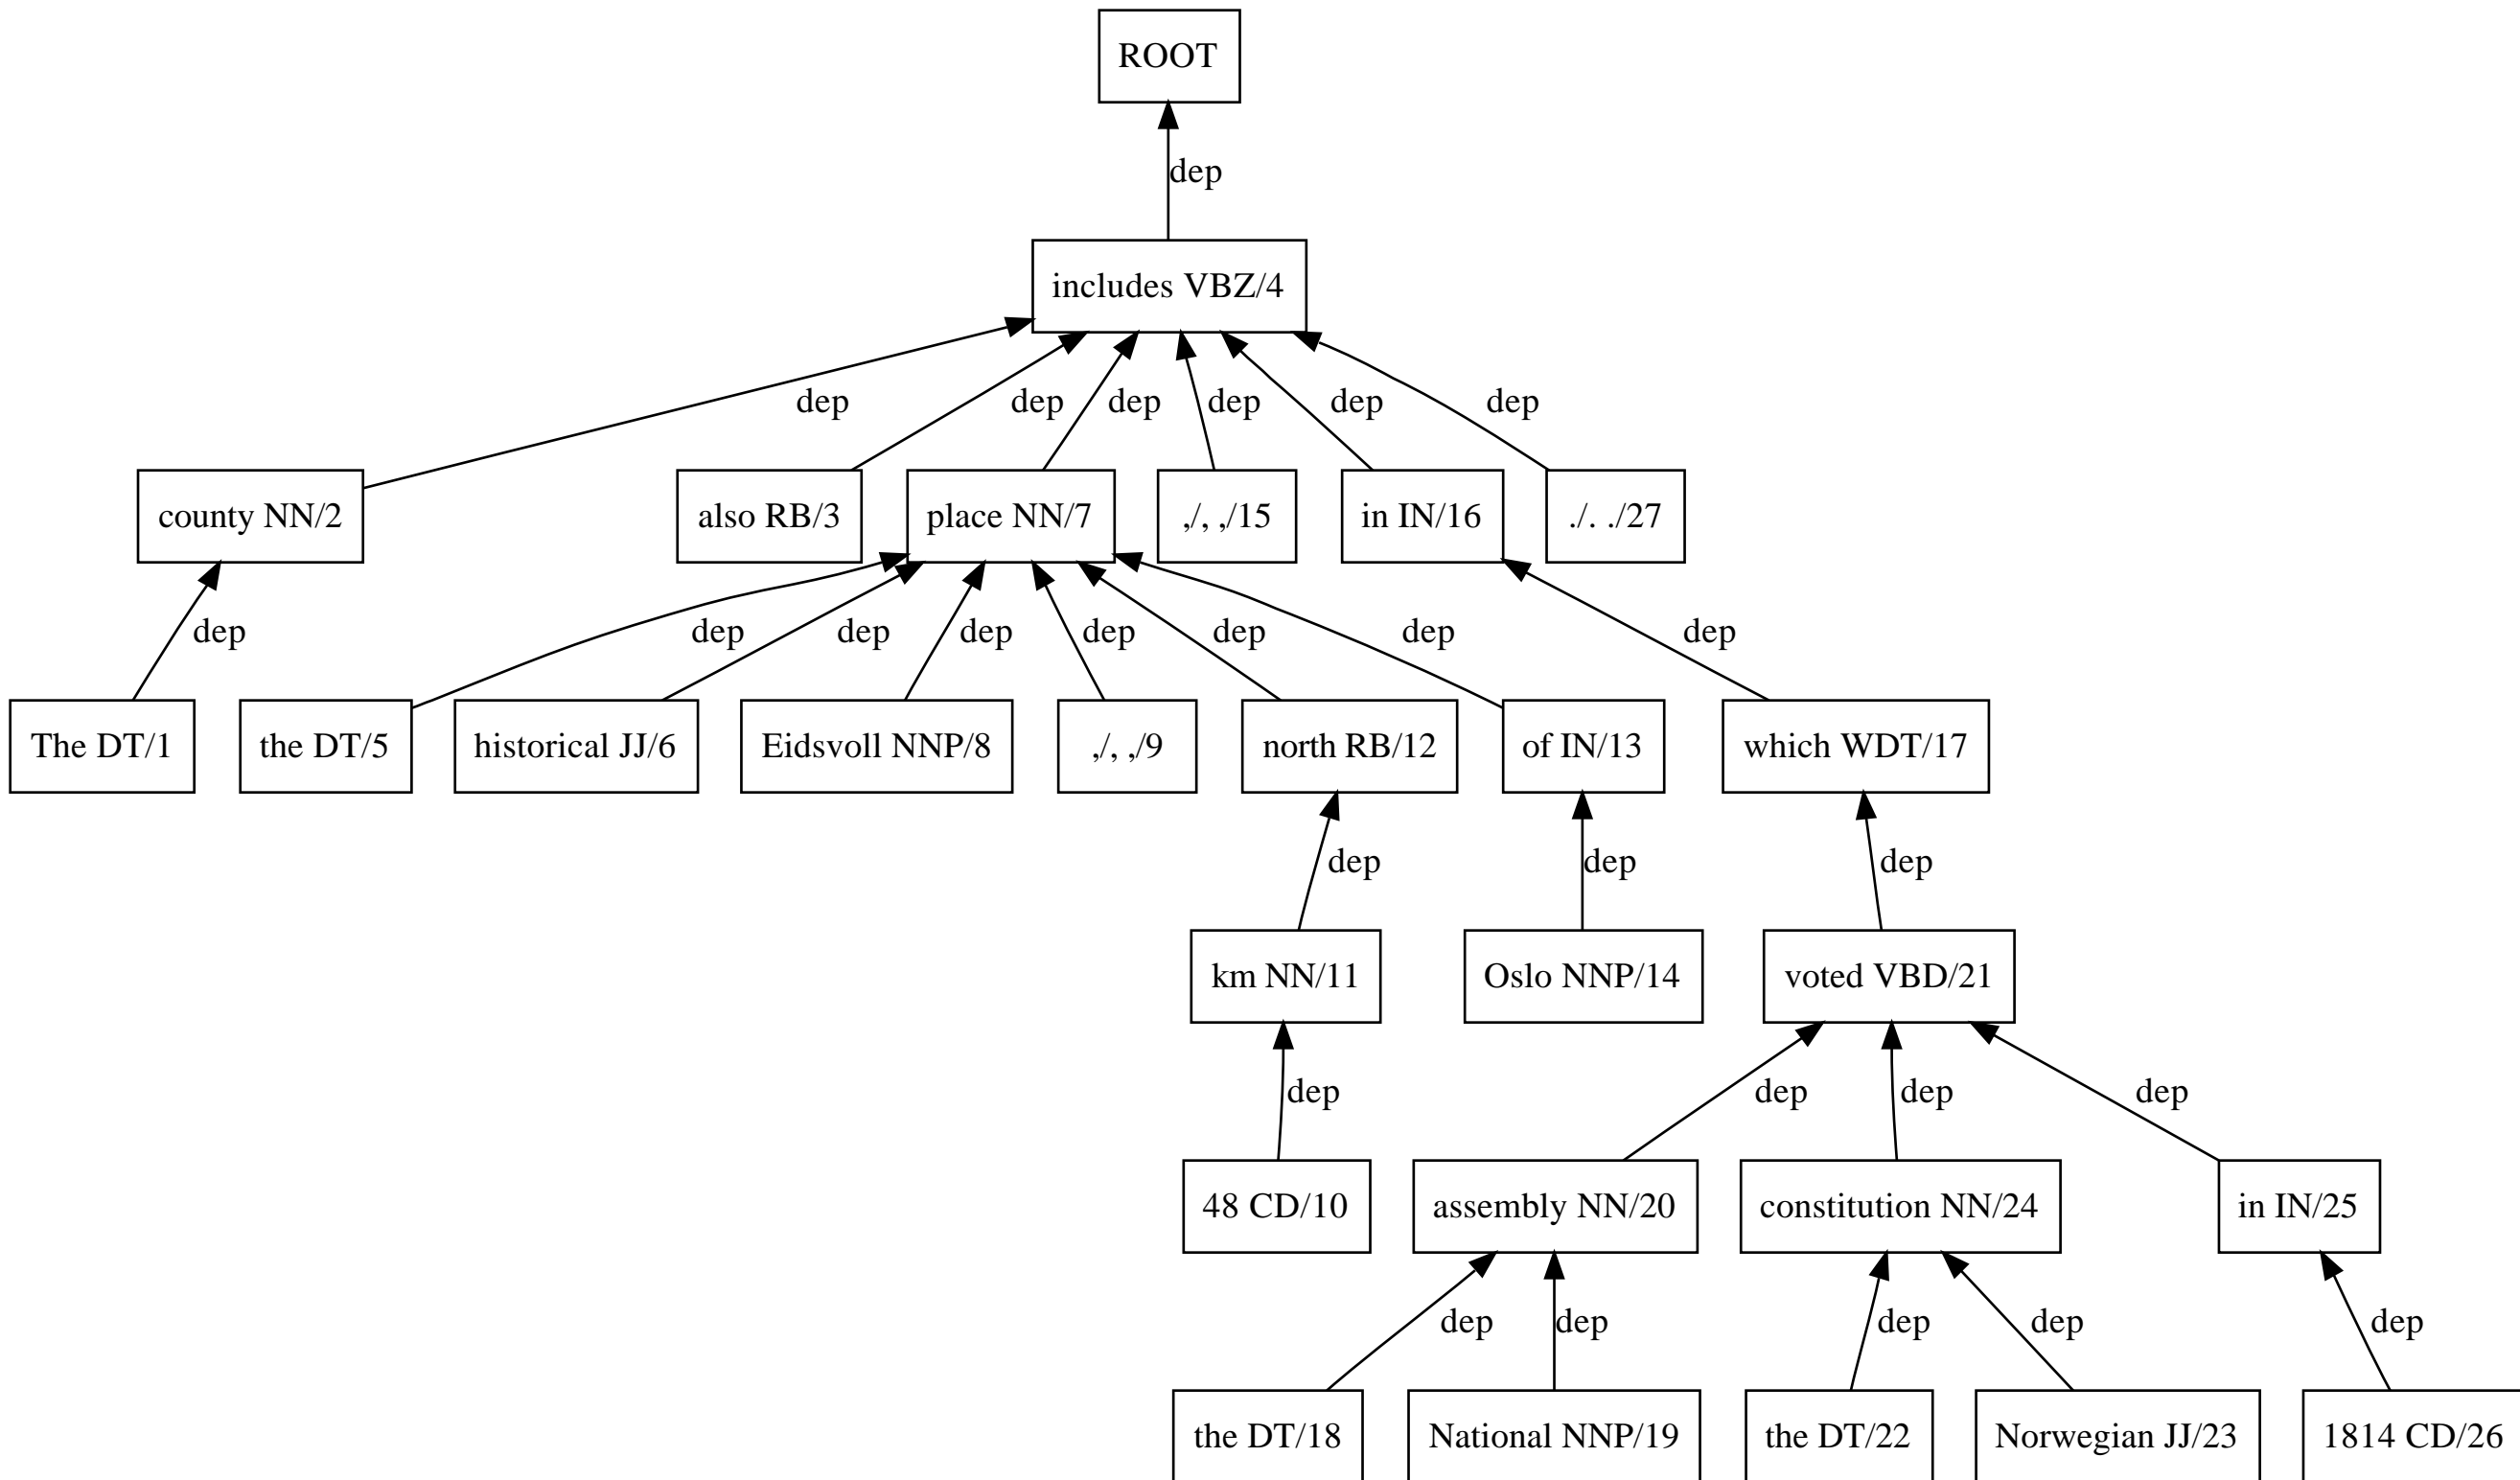 ROOT
dep
includes VBZ/4
dep dep dep dep dep dep
county NN/2 also RB/3 place NN/7 ,/, ,/15 in IN/16 ./. ./27
dep dep dep dep dep dep dep dep
The DT/1 the DT/5 historical JJ/6 Eidsvoll NNP/8 ,/, ,/9 north RB/12 of IN/13 which WDT/17
dep dep dep
km NN/11 Oslo NNP/14 voted VBD/21
dep dep dep dep
48 CD/10 assembly NN/20 constitution NN/24 in IN/25
dep dep dep dep dep
the DT/18 National NNP/19 the DT/22 Norwegian JJ/23 1814 CD/26